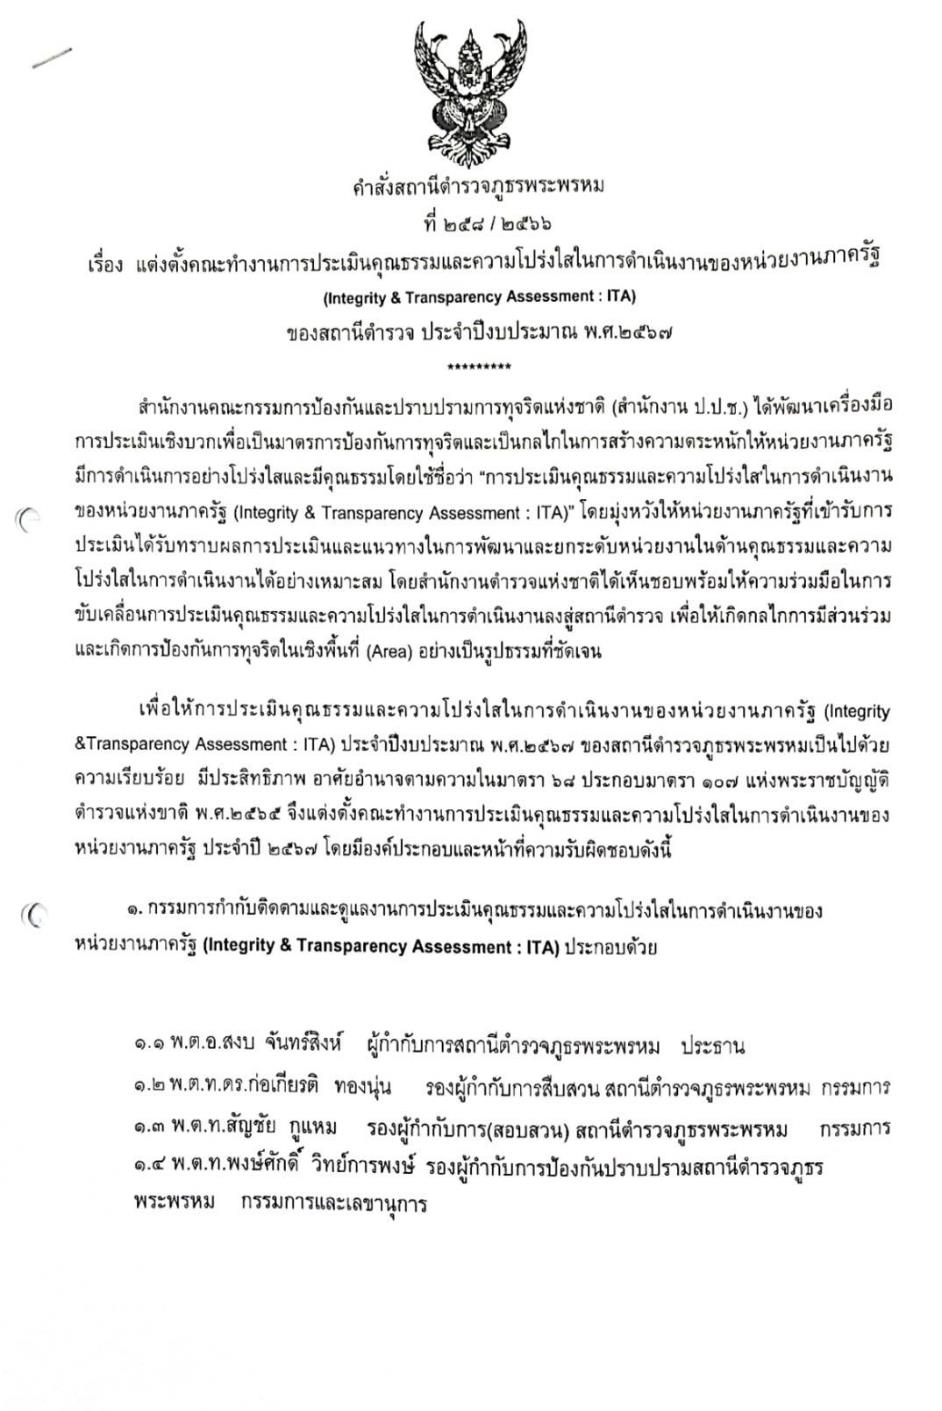 คำสั่งสถานีตำรวจภูธรพระพรหม
ที่ ๒๕๘ / ๒๕๖๖
เรื่อง แต่งตั้งคณะทำงานการประเมินคุณธรรมและความโปร่งใสในการดำเนินงานของหน่วยงานภาครัฐ
(Integrity & Transparency Assessment : ITA)
ของสถานีตำรวจ ประจำปีงบประมาณ พ.ศ.๒๕๖๗
*********
สำนักงานคณะกรรมการป้องกันและปราบปรามการทุจริตแห่งชาติ (สำนักงาน ป.ป.ช.) ได้พัฒนาเครื่องมือ
การประเมินเชิงบวกเพื่อเป็นมาตรการป้องกันการทุจริตและเป็นกลไกในการสร้างความตระหนักให้หน่วยงานภาครัฐ
มีการดำเนินการอย่างโปร่งใสและมีคุณธรรมโดยใช้ชื่อว่า "การประเมินคุณธรรมและความโปร่งใสในการดำเนินงาน
ของหน่วยงานภาครัฐ (Integrity & Transparency Assessment : ITA)" โดยมุ่งหวังให้หน่วยงานภาครัฐที่เข้ารับการ
ประเมินได้รับทราบผลการประเมินและแนวทางในการพัฒนาและยกระดับหน่วยงานในด้านคุณธรรมและความ
โปร่งใสในการดำเนินงานได้อย่างเหมาะสม โดยสำนักงานตำรวจแห่งชาติได้เห็นชอบพร้อมให้ความร่วมมือในการ
ขับเคลื่อนการประเมินคุณธรรมและความโปร่งใสในการดำเนินงานลงสู่สถานีตำรวจ เพื่อให้เกิดกลไกการมีส่วนร่วม
และเกิดการป้องกันการทุจริตในเชิงพื้นที่ (Area) อย่างเป็นรูปธรรมที่ชัดเจน
เพื่อให้การประเมินคุณธรรมและความโปร่งใสในการดำเนินงานของหน่วยงานภาครัฐ (Integrity
&Transparency Assessment : ITA) ประจำปีงบประมาณ พ.ศ.๒๕๖๗ ของสถานีตำรวจภูธรพระพรหมเป็นไปด้วย
ความเรียบร้อย มีประสิทธิภาพ อาศัยอำนาจตามความในมาตรา ๖๘ ประกอบมาตรา ๑๐๗ แห่งพระราชบัญญัติ
ตำรวจแห่งชาติ พ.ศ.๒๕๖๕ จึงแต่งตั้งคณะทำงานการประเมินคุณธรรมและความโปร่งใสในการดำเนินงานของ
หน่วยงานภาครัฐ ประจำปี ๒๕๖๗ โดยมีองค์ประกอบและหน้าที่ความรับผิดชอบดังนี้
๑. กรรมการกำกับติดตามและดูแลงานการประเมินคุณธรรมและความโปร่งใสในการดำเนินงานของ
หน่วยงานภาครัฐ (Integrity & Transparency Assessment : ITA) ประกอบด้วย
๑.๑ พ.ต.อ.สงบ จันทร์สิงห์ ผู้กำกับการสถานีตำรวจภูธรพระพรหม ประธาน
๑.๒ พ.ต.ท.ดร.ก่อเกียรติ ทองนุ่น รองผู้กำกับการสืบสวน สถานีตำรวจภูธรพระพรหม กรรมการ
๑.๓ พ.ต.ท.สัญชัย กูแหม รองผู้กำกับการ(สอบสวน) สถานีตำรวจภูธรพระพรหม กรรมการ
๑.๔ พ.ต.ท.พงษ์ศักดิ์ วิทย์การพงษ์ รองผู้กำกับการป้องกันปราบปรามสถานีตำรวจภูธร
พระพรหม กรรมการและเลขานุการ